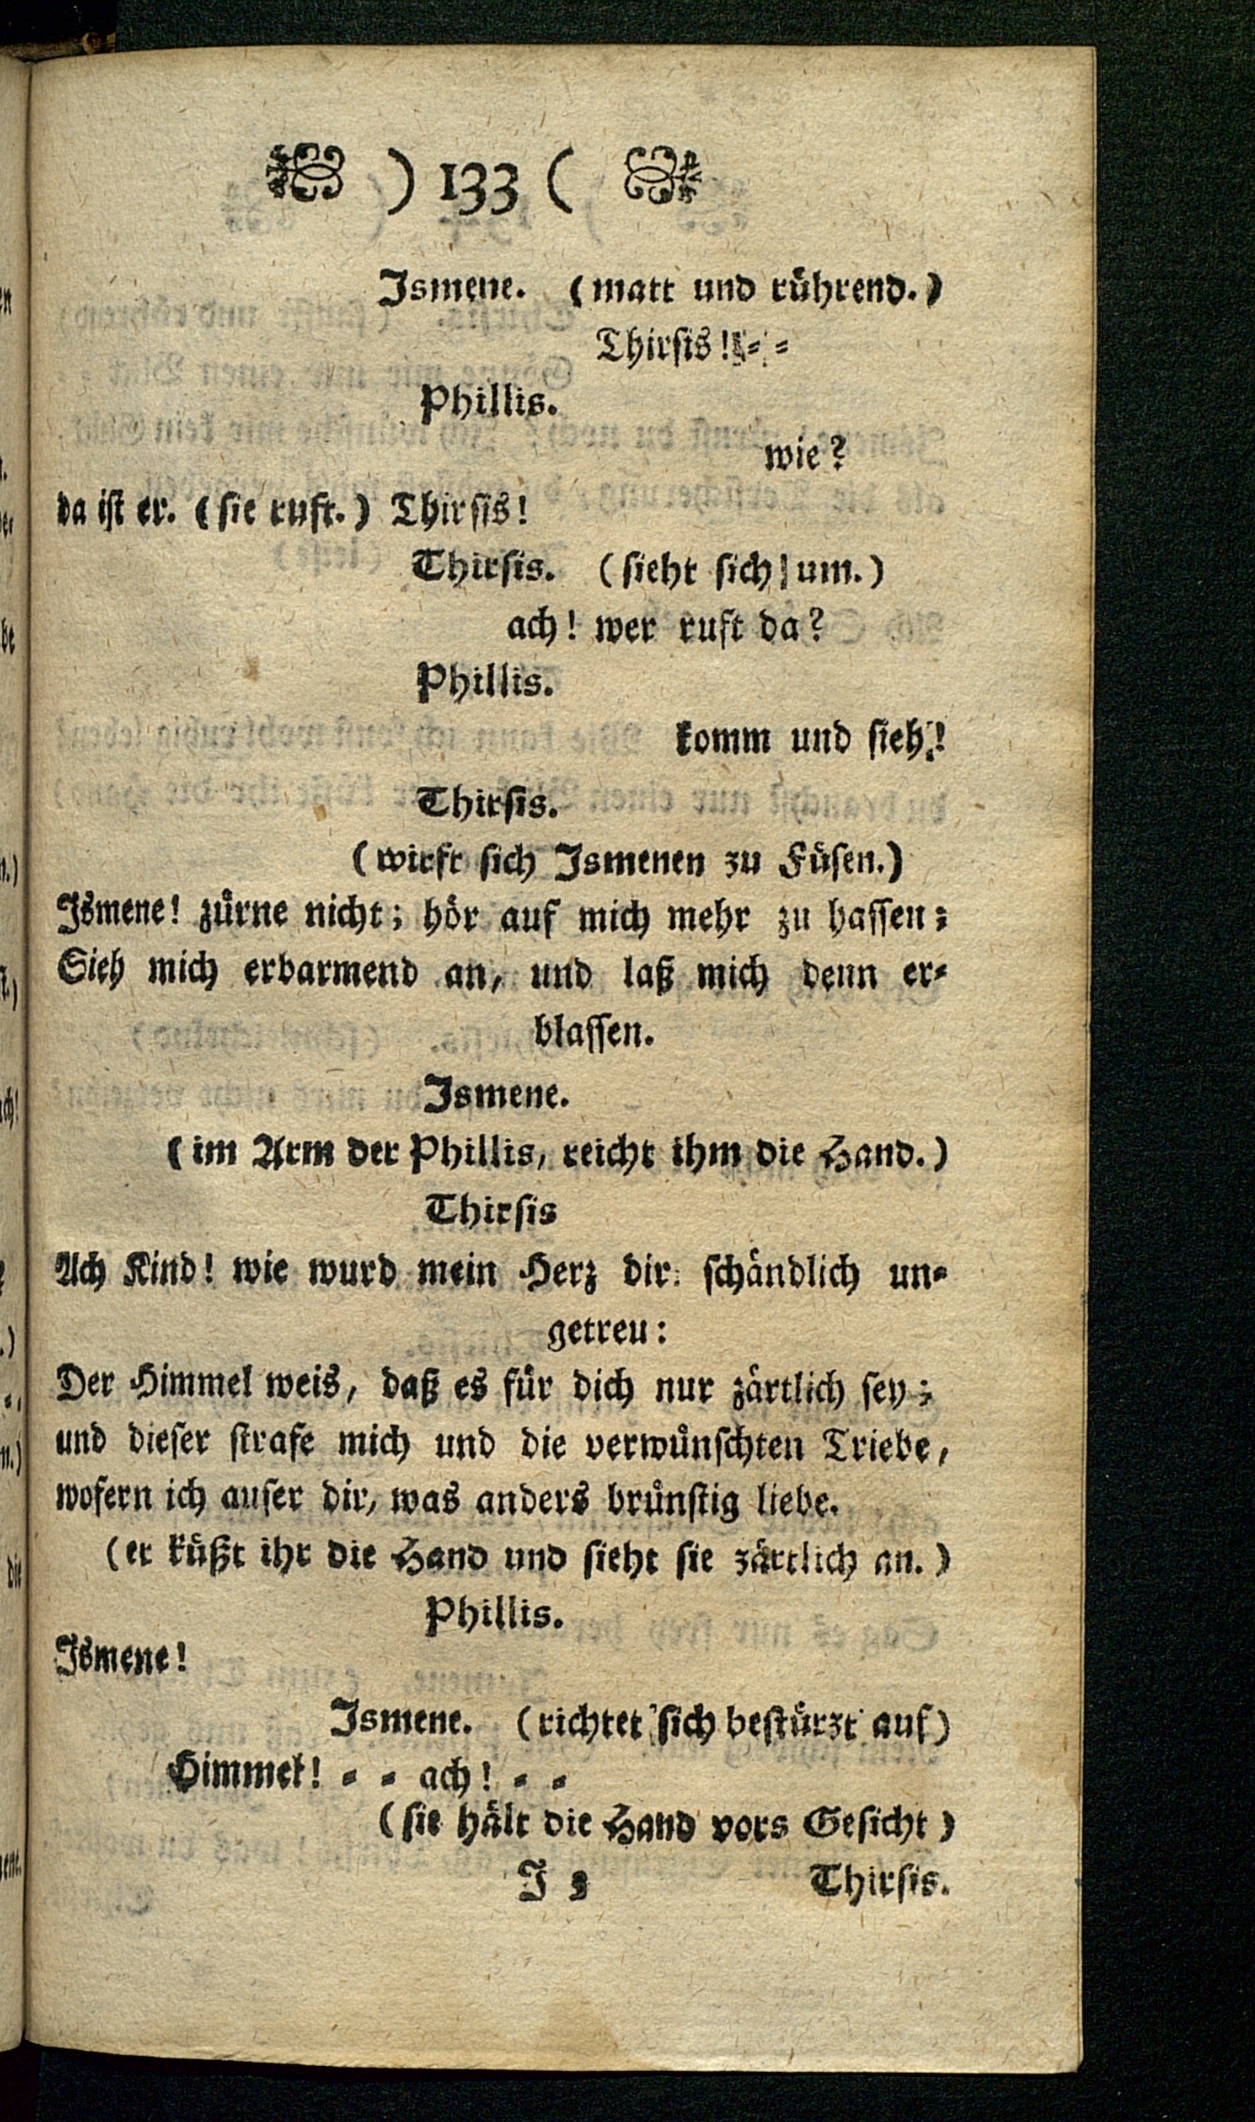 ) 133 (
Ismene. (matt und rührend.)
Thirsis! - -
Phillis.
wie?
da ist er. (sie ruft.) Thirsis!
Thirsis. (sieht sich um.)
ach! wer ruft da?
Phillis.
komm und sieh!
Thirsis.
(wirft sich Ismenen zu Füsen.)
Ismene! zürne nicht; hör auf mich mehr zu hassen;
Sieh mich erbarmend an, und laß mich denn er-
blassen.
Ismene.
(im Arm der Phillis, reicht ihm die Hand.)
Thirsis
Ach Kind! wie wurd mein Herz dir schändlich un-
getreu:
Der Himmel weis, daß es für dich nur zärtlich sey;
und dieser strafe mich und die verwünschten Triebe,
wofern ich auser dir, was anders brünstig liebe.
(er küßt ihr die Hand und sieht sie zärtlich an.)
Phillis.
Ismene!
Ismene. (richtet sich bestürzt auf)
Himmel! - - ach! - -
(sie hält die Hand vors Gesicht)
I 3 Thirsis.